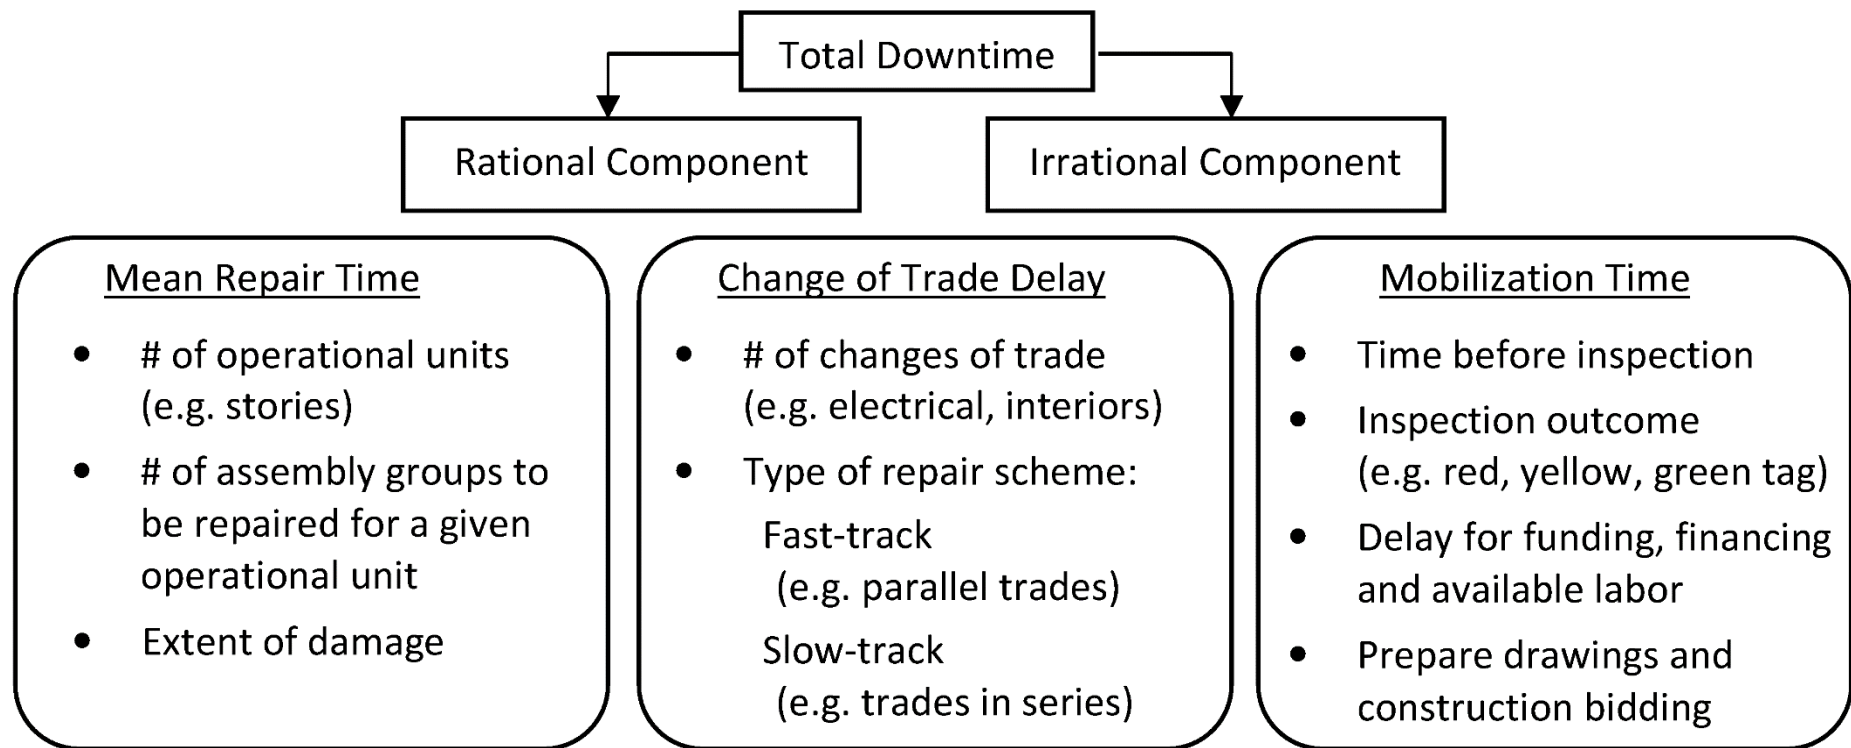 Total Downtime
Rational Component
Irrational Component
Mean Repair Time
• # of operational units
(e.g. stories)
• # of assembly groups to
be repaired for a given
operational unit
• Extent of damage
Change of Trade Delay
• # of changes of trade
(e.g. electrical, interiors)
• Type of repair scheme:
Fast-track
(e.g. parallel trades)
Slow-track
(e.g. trades in series)
Mobilization Time
• Time before inspection
• Inspection outcome
(e.g. red, yellow, green tag)
• Delay for funding, financing
and available labor
• Prepare drawings and
construction bidding